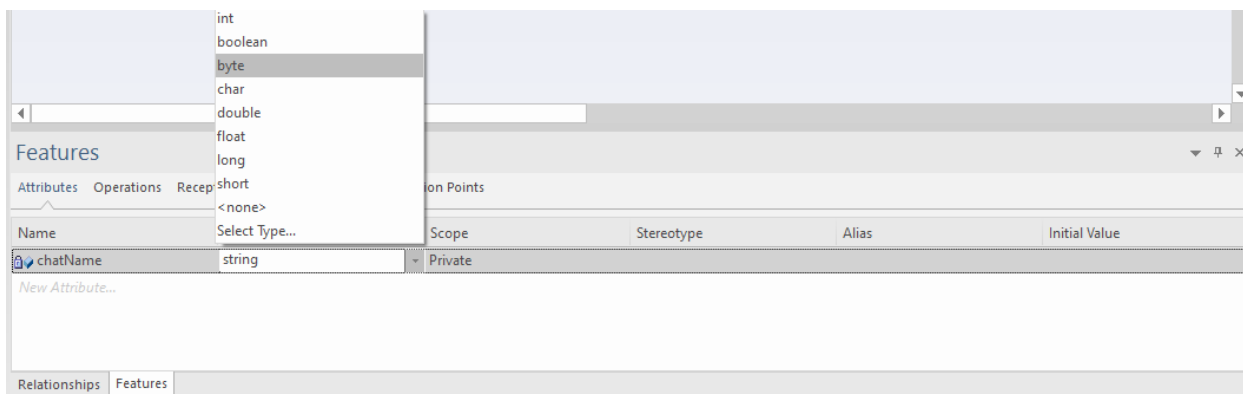 int
boolean
byte
char
double
float
long
short
<none>
Select Type...
Features
Attributes Operations Recep ion Points
Name Scope Stereotype Alias Initial Value
chatName string Private
New Attribute...
Relationships Features